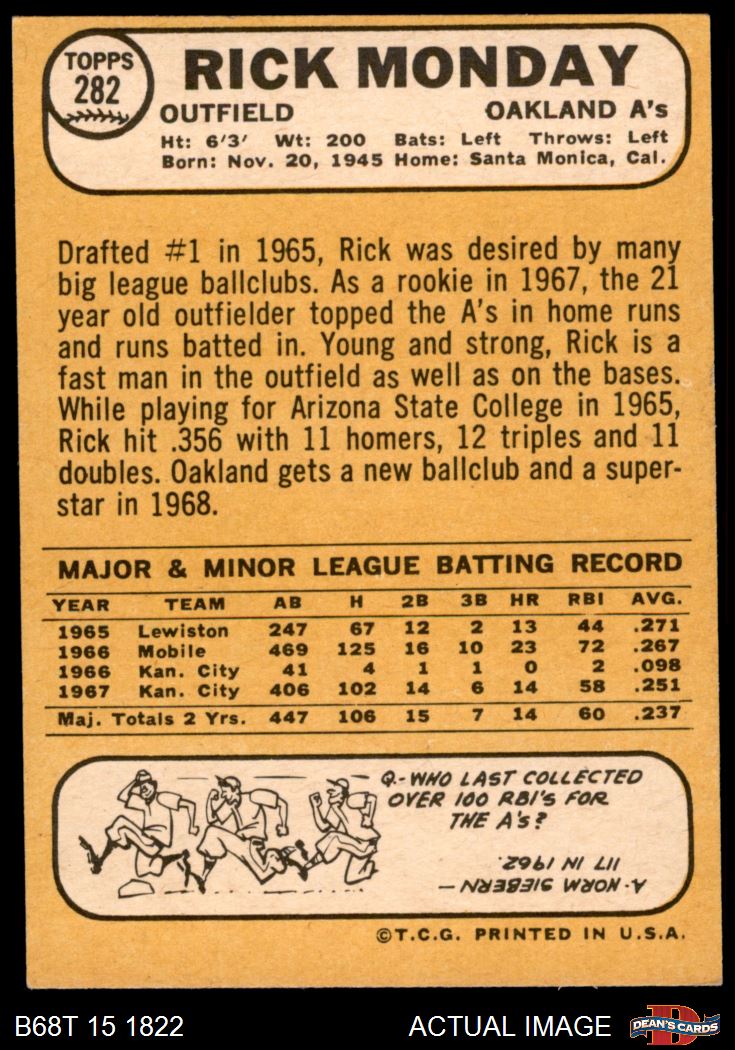 TOPPS
282
RICK MONDAY
OUTFIELD OAKLAND A's
Ht: 6'3' Wt: 200 Bats: Left Throws: Left
Born: Nov. 20, 1945 Home: Santa Monica, Cal.
Drafted #1 in 1965, Rick was desired by many
big league ballclubs. As a rookie in 1967, the 21
year old outfielder topped the A's in home runs
and runs batted in. Young and strong, Rick is a
fast man in the outfield as well as on the bases.
While playing for Arizona State College in 1965,
Rick hit .356 with 11 homers, 12 triples and 11
doubles. Oakland gets a new ballclub and a super-
star in 1968.
MAJOR & MINOR LEAGUE BATTING RECORD
YEAR TEAM AB H 2B 3B HR RBI AVG.
1965 Lewiston 247 67 12 2 13 44 .271
1966 Mobile 469 125 16 10 23 72 .267
1966 Kan. City 41 4 1 1 0 2 .098
1967 Kan. City 406 102 14 6 14 58 .251
Maj. Totals 2 Yrs. 447 106 15 7 14 60 .237
Q.-WHO LAST COLLECTED
OVER 100 RBI'S FOR
THE A'S?
A. NORM SIEBERN —
117 IN 1962.
©T.C.G. PRINTED IN U.S.A.
B68T 15 1822 ACTUAL IMAGE DEAN'S CARDS